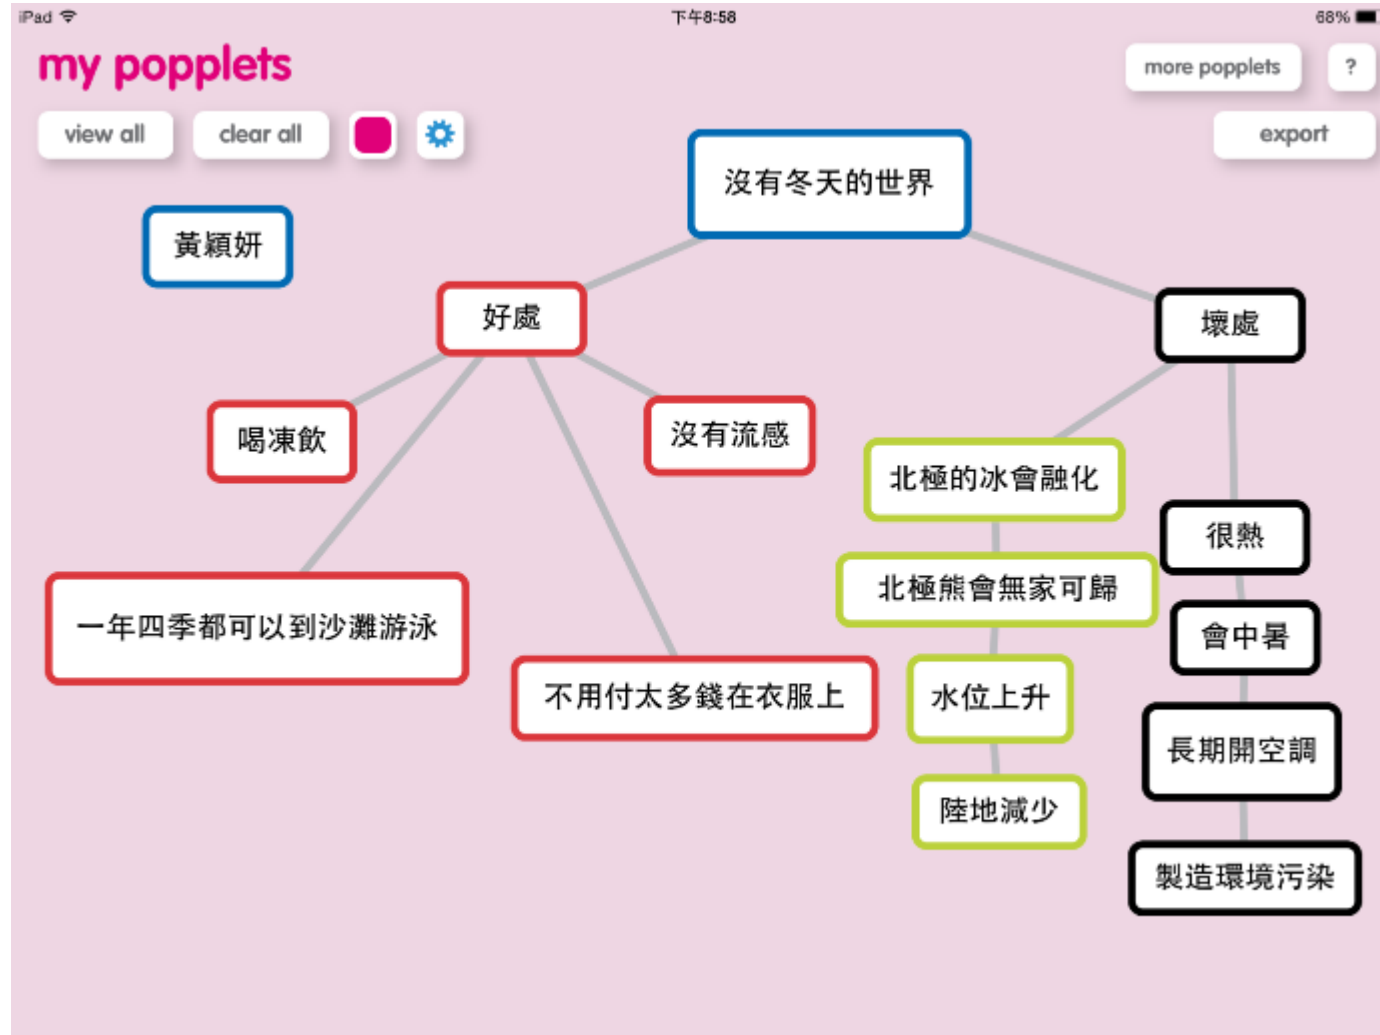 iPad
下午8:58
68%
my popplets
more popplets
?
view all
clear all
export
沒有冬天的世界
黃穎妍
好處
壞處
喝凍飲
沒有流感
北極的冰會融化
很熱
北極熊會無家可歸
一年四季都可以到沙灘游泳
會中暑
不用付太多錢在衣服上
水位上升
長期開空調
陸地減少
製造環境污染